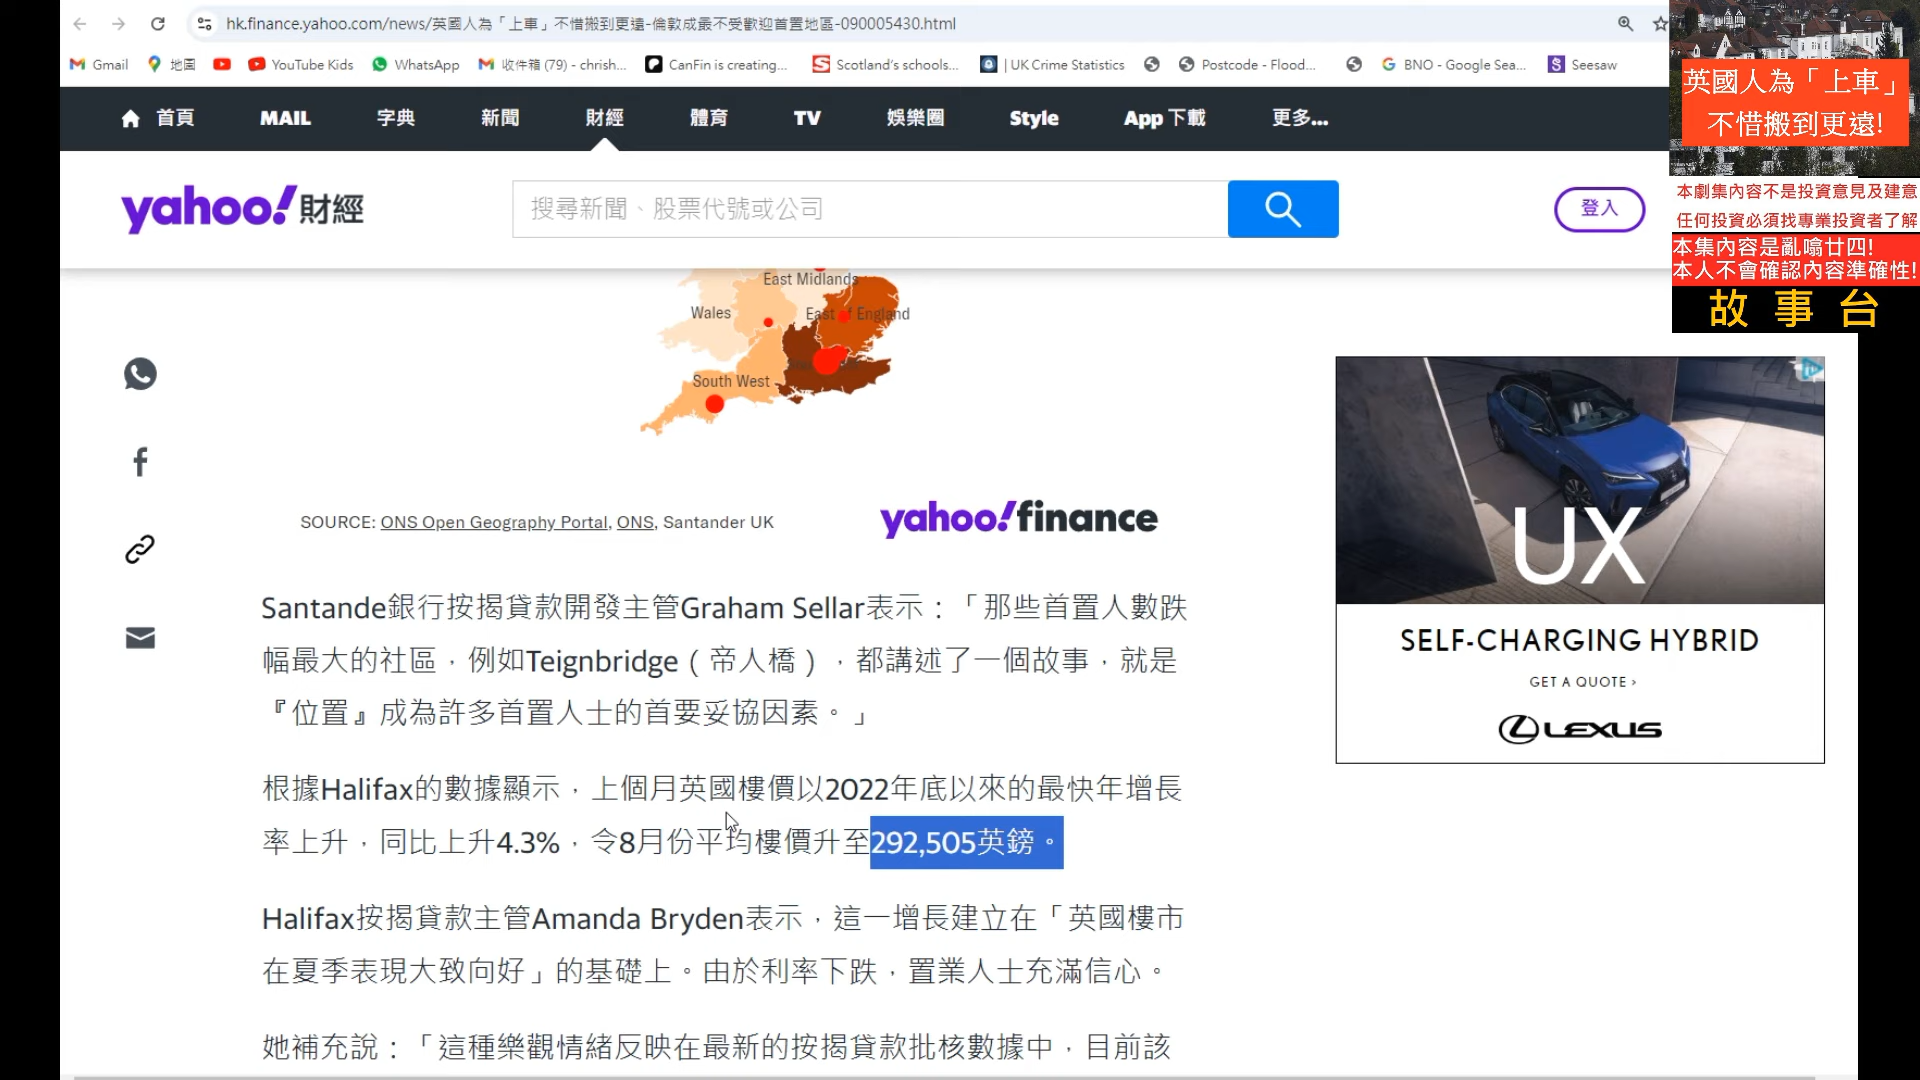 hk.finance.yahoo.com/news/英國人為「上車」不惜搬到更遠-倫敦成最不受歡迎首置地區-090005430.html
Gmail 地圖 YouTube Kids WhatsApp 收件箱 (79) - chrish... CanFin is creating... Scotland's schools... | UK Crime Statistics Postcode - Flood... BNO - Google Sea... Seesaw
首頁 MAIL 字典 新聞 財經 體育 TV 娛樂圈 Style App 下載 更多...
yahoo!財經
搜尋新聞、股票代號或公司
登入
英國人為「上車」
不惜搬到更遠!
本劇集內容不是投資意見及建意
任何投資必須找專業投資者了解
本集內容是亂噏廿四!
本人不會確認內容準確性!
故事台
East Midlands
Wales
East of England
South West
SOURCE: ONS Open Geography Portal, ONS, Santander UK
yahoo!finance
Santande銀行按揭貸款開發主管Graham Sellar表示：「那些首置人數跌
幅最大的社區，例如Teignbridge（帝人橋），都講述了一個故事，就是
『位置』成為許多首置人士的首要妥協因素。」
根據Halifax的數據顯示，上個月英國樓價以2022年底以來的最快年增長
率上升，同比上升4.3%，令8月份平均樓價升至292,505英鎊。
Halifax按揭貸款主管Amanda Bryden表示，這一增長建立在「英國樓市
在夏季表現大致向好」的基礎上。由於利率下跌，置業人士充滿信心。
她補充說：「這種樂觀情緒反映在最新的按揭貸款批核數據中，目前該
UX
SELF-CHARGING HYBRID
GET A QUOTE ›
LEXUS